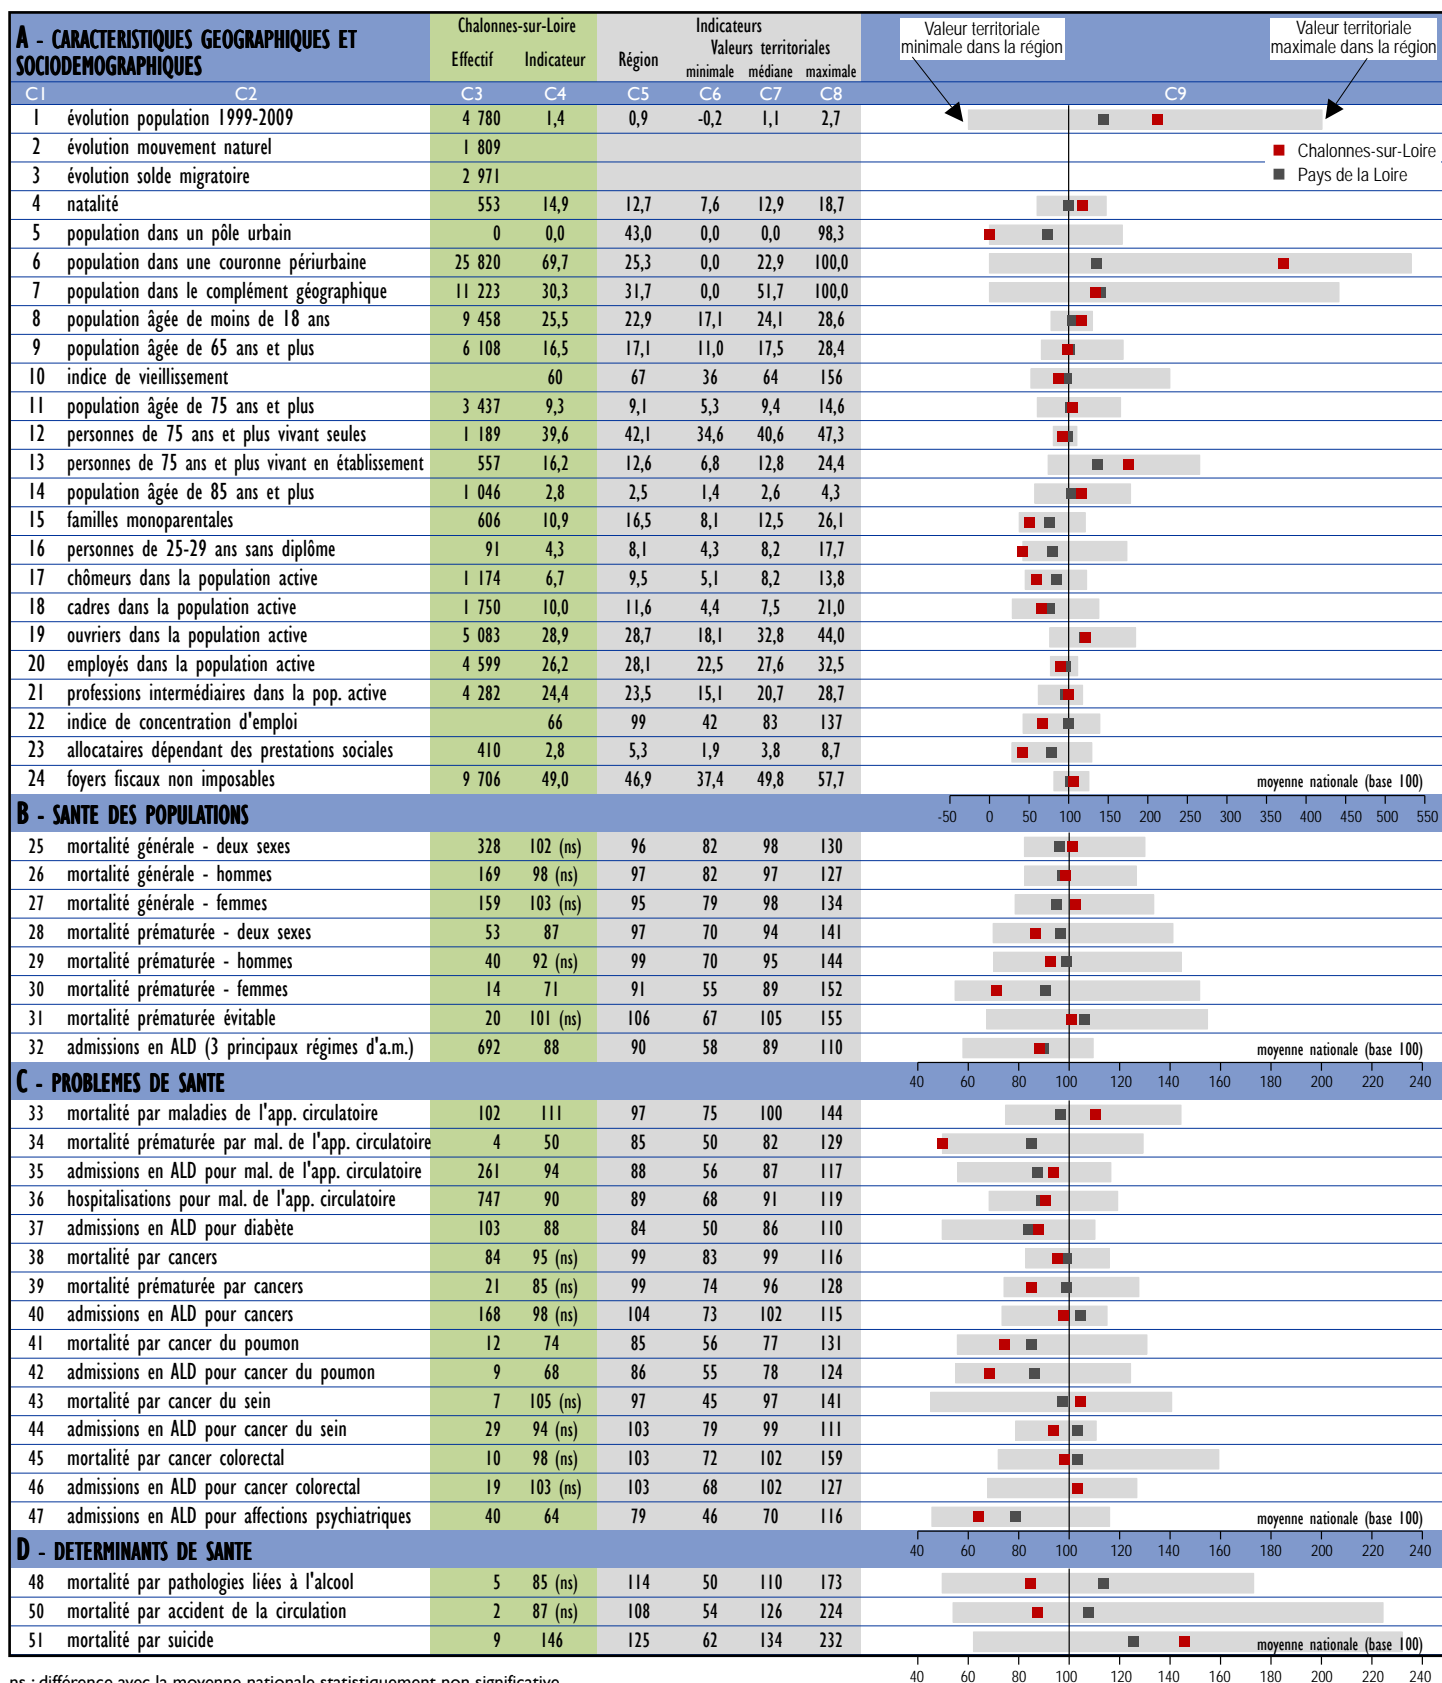 A - CARACTERISTIQUES GEOGRAPHIQUES ET SOCIODEMOGRAPHIQUES
Chalonnes-sur-Loire
Effectif Indicateur
Indicateurs
Région Valeurs territoriales
minimale médiane maximale
Valeur territoriale minimale dans la région
Valeur territoriale maximale dans la région
C1 C2 C3 C4 C5 C6 C7 C8 C9
1 évolution population 1999-2009 4 780 1,4 0,9 -0,2 1,1 2,7
2 évolution mouvement naturel 1 809
3 évolution solde migratoire 2 971
Chalonnes-sur-Loire
Pays de la Loire
4 natalité 553 14,9 12,7 7,6 12,9 18,7
5 population dans un pôle urbain 0 0,0 43,0 0,0 0,0 98,3
6 population dans une couronne périurbaine 25 820 69,7 25,3 0,0 22,9 100,0
7 population dans le complément géographique 11 223 30,3 31,7 0,0 51,7 100,0
8 population âgée de moins de 18 ans 9 458 25,5 22,9 17,1 24,1 28,6
9 population âgée de 65 ans et plus 6 108 16,5 17,1 11,0 17,5 28,4
10 indice de vieillissement 60 67 36 64 156
11 population âgée de 75 ans et plus 3 437 9,3 9,1 5,3 9,4 14,6
12 personnes de 75 ans et plus vivant seules 1 189 39,6 42,1 34,6 40,6 47,3
13 personnes de 75 ans et plus vivant en établissement 557 16,2 12,6 6,8 12,8 24,4
14 population âgée de 85 ans et plus 1 046 2,8 2,5 1,4 2,6 4,3
15 familles monoparentales 606 10,9 16,5 8,1 12,5 26,1
16 personnes de 25-29 ans sans diplôme 91 4,3 8,1 4,3 8,2 17,7
17 chômeurs dans la population active 1 174 6,7 9,5 5,1 8,2 13,8
18 cadres dans la population active 1 750 10,0 11,6 4,4 7,5 21,0
19 ouvriers dans la population active 5 083 28,9 28,7 18,1 32,8 44,0
20 employés dans la population active 4 599 26,2 28,1 22,5 27,6 32,5
21 professions intermédiaires dans la pop. active 4 282 24,4 23,5 15,1 20,7 28,7
22 indice de concentration d'emploi 66 99 42 83 137
23 allocataires dépendant des prestations sociales 410 2,8 5,3 1,9 3,8 8,7
24 foyers fiscaux non imposables 9 706 49,0 46,9 37,4 49,8 57,7 moyenne nationale (base 100)
B - SANTE DES POPULATIONS
-50 0 50 100 150 200 250 300 350 400 450 500 550
25 mortalité générale - deux sexes 328 102 (ns) 96 82 98 130
26 mortalité générale - hommes 169 98 (ns) 97 82 97 127
27 mortalité générale - femmes 159 103 (ns) 95 79 98 134
28 mortalité prématurée - deux sexes 53 87 97 70 94 141
29 mortalité prématurée - hommes 40 92 (ns) 99 70 95 144
30 mortalité prématurée - femmes 14 71 91 55 89 152
31 mortalité prématurée évitable 20 101 (ns) 106 67 105 155
32 admissions en ALD (3 principaux régimes d'a.m.) 692 88 90 58 89 110 moyenne nationale (base 100)
C - PROBLEMES DE SANTE
40 60 80 100 120 140 160 180 200 220 240
33 mortalité par maladies de l'app. circulatoire 102 111 97 75 100 144
34 mortalité prématurée par mal. de l'app. circulatoire 4 50 85 50 82 129
35 admissions en ALD pour mal. de l'app. circulatoire 261 94 88 56 87 117
36 hospitalisations pour mal. de l'app. circulatoire 747 90 89 68 91 119
37 admissions en ALD pour diabète 103 88 84 50 86 110
38 mortalité par cancers 84 95 (ns) 99 83 99 116
39 mortalité prématurée par cancers 21 85 (ns) 99 74 96 128
40 admissions en ALD pour cancers 168 98 (ns) 104 73 102 115
41 mortalité par cancer du poumon 12 74 85 56 77 131
42 admissions en ALD pour cancer du poumon 9 68 86 55 78 124
43 mortalité par cancer du sein 7 105 (ns) 97 45 97 141
44 admissions en ALD pour cancer du sein 29 94 (ns) 103 79 99 111
45 mortalité par cancer colorectal 10 98 (ns) 103 72 102 159
46 admissions en ALD pour cancer colorectal 19 103 (ns) 103 68 102 127
47 admissions en ALD pour affections psychiatriques 40 64 79 46 70 116 moyenne nationale (base 100)
D - DETERMINANTS DE SANTE
40 60 80 100 120 140 160 180 200 220 240
48 mortalité par pathologies liées à l'alcool 5 85 (ns) 114 50 110 173
50 mortalité par accident de la circulation 2 87 (ns) 108 54 126 224
51 mortalité par suicide 9 146 125 62 134 232 moyenne nationale (base 100)
40 60 80 100 120 140 160 180 200 220 240
ns : différence avec la moyenne nationale statistiquement non significative